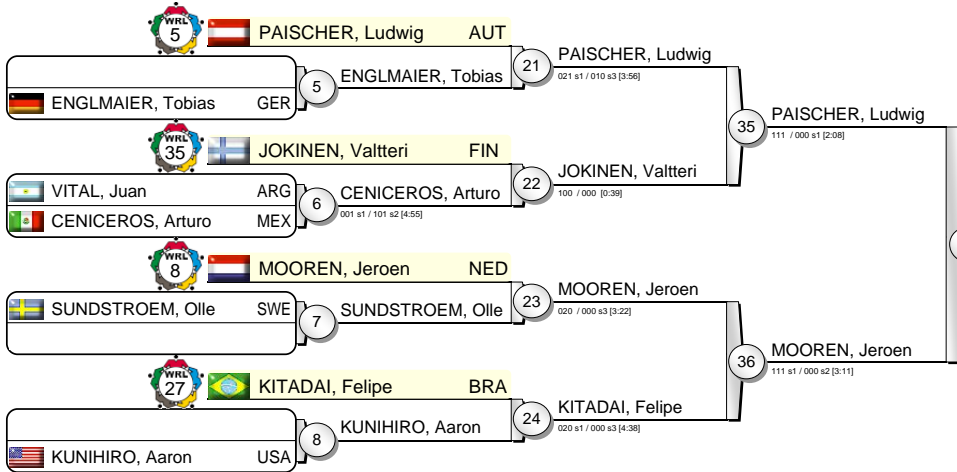 WRL
5
PAISCHER, Ludwig AUT
21
PAISCHER, Ludwig
021 s1 / 010 s3 [3:56]
5
ENGLMAIER, Tobias
ENGLMAIER, Tobias GER
35
PAISCHER, Ludwig
111 / 000 s1 [2:08]
WRL
35
JOKINEN, Valtteri FIN
22
JOKINEN, Valtteri
100 / 000 [0:39]
VITAL, Juan ARG
6
CENICEROS, Arturo
001 s1 / 101 s2 [4:55]
CENICEROS, Arturo MEX
WRL
8
MOOREN, Jeroen NED
23
MOOREN, Jeroen
020 / 000 s3 [3:22]
SUNDSTROEM, Olle SWE
7
SUNDSTROEM, Olle
36
MOOREN, Jeroen
111 s1 / 000 s2 [3:11]
WRL
27
KITADAI, Felipe BRA
24
KITADAI, Felipe
020 s1 / 000 s3 [4:38]
8
KUNIHIRO, Aaron
KUNIHIRO, Aaron USA